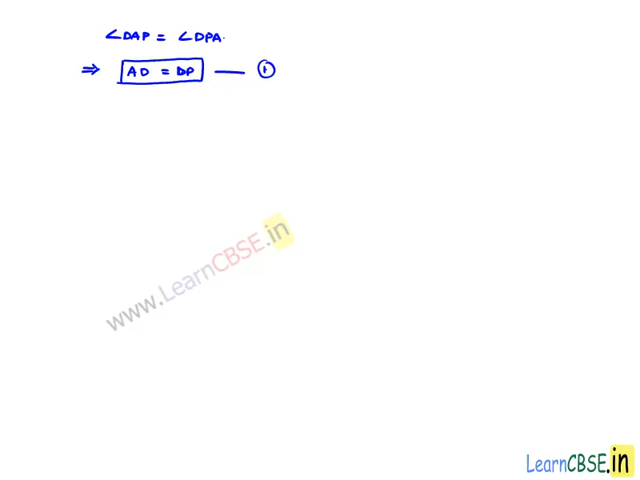 ∠DAP = ∠DPA.
⇒ AD = DP — ①
www.LearnCBSE.in
LearnCBSE.in